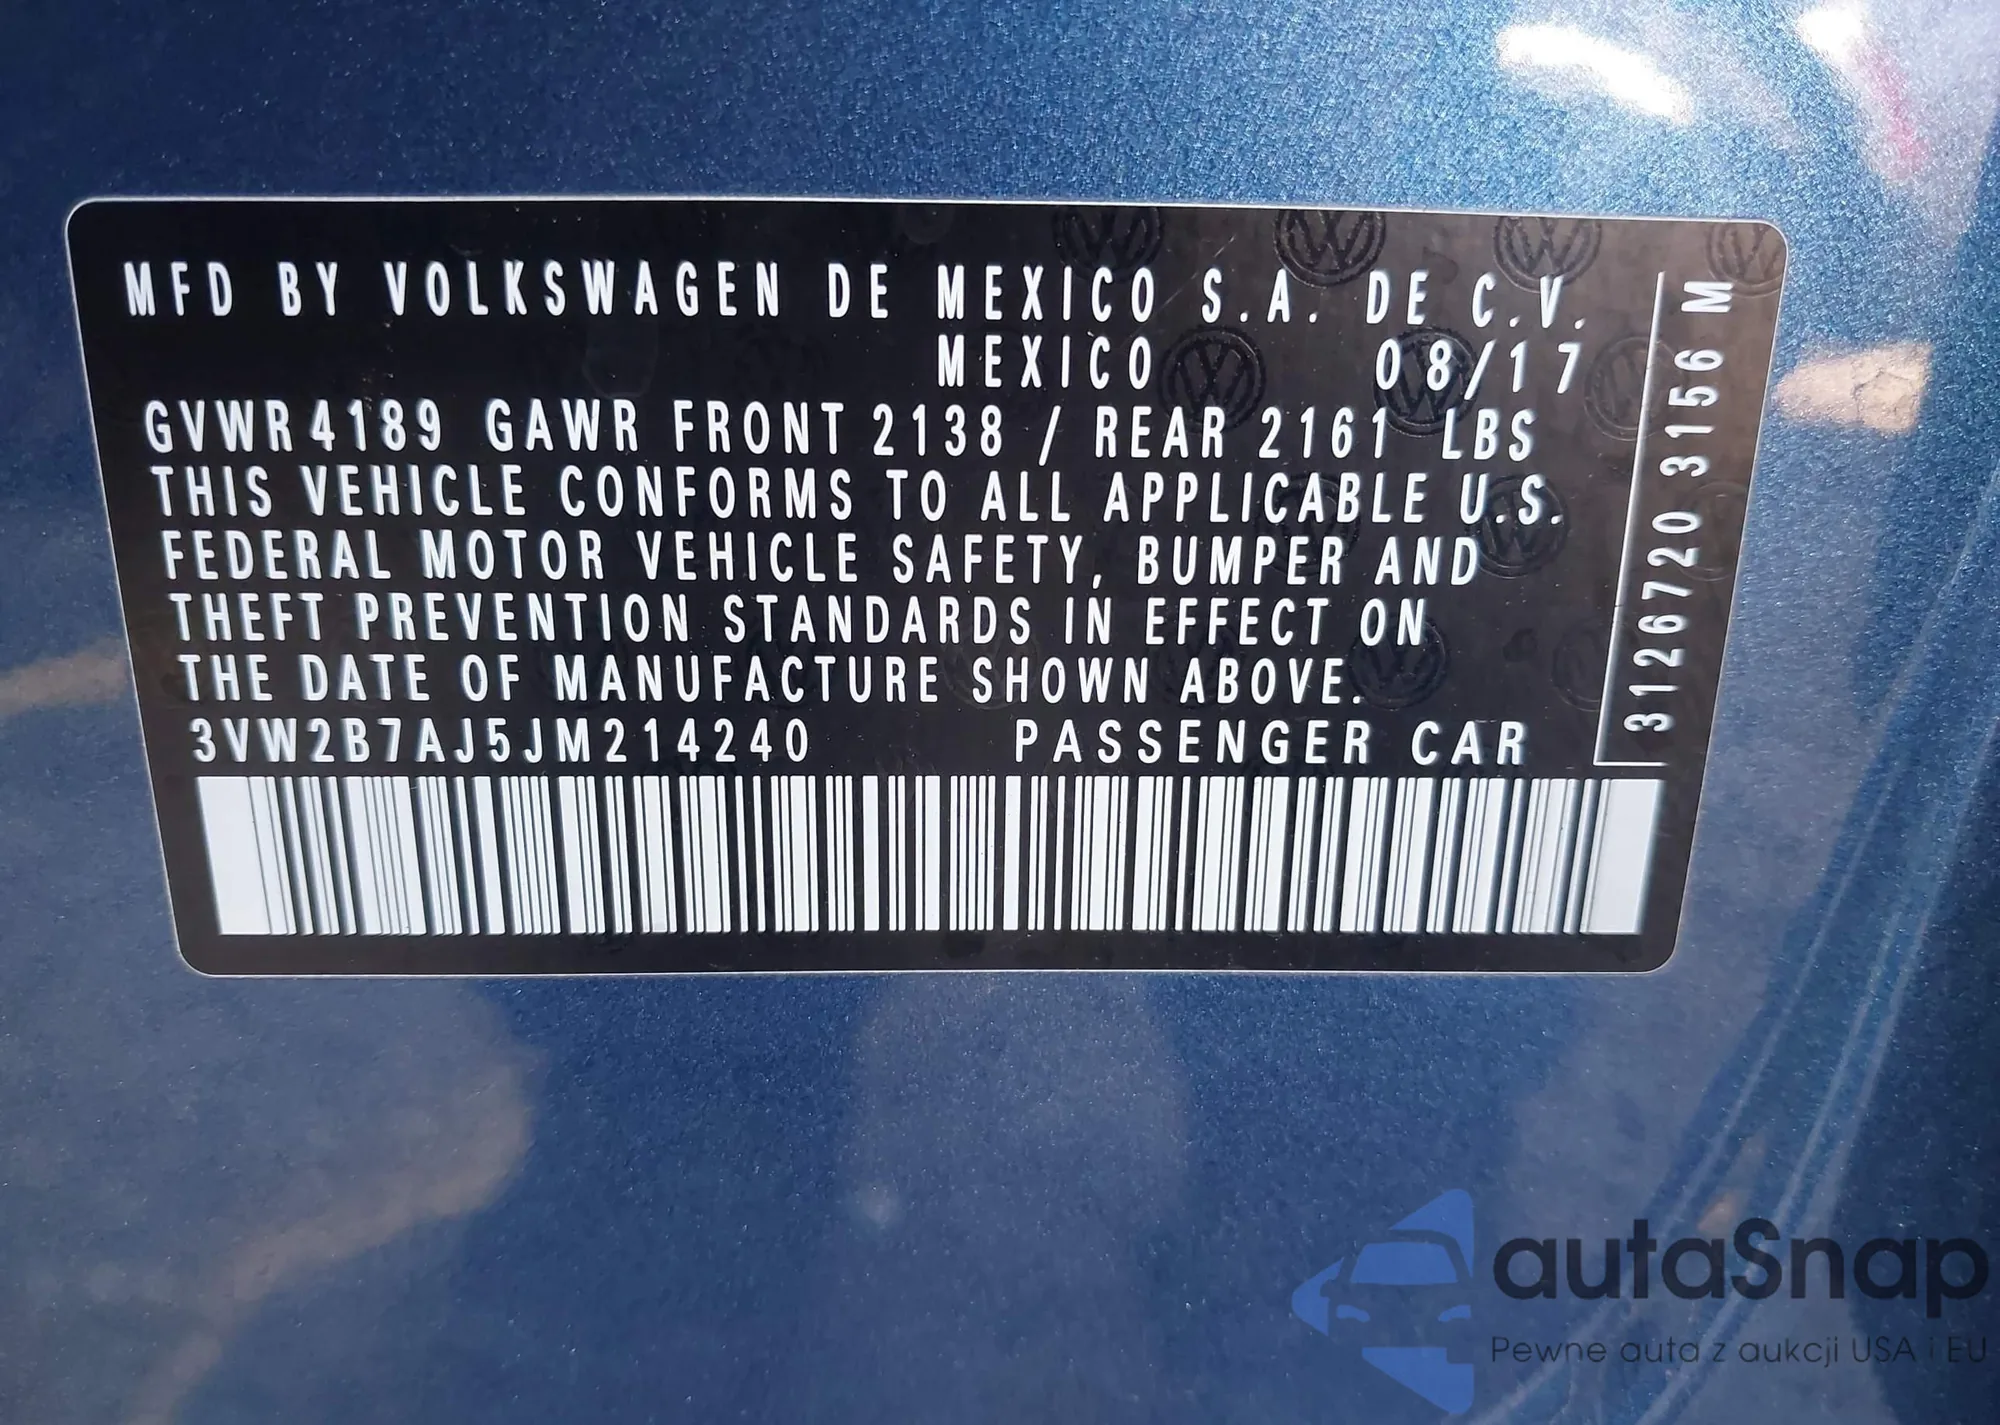 MFD BY VOLKSWAGEN DE MEXICO S.A. DE C.V.
MEXICO 08/17
GVWR 4189 GAWR FRONT 2138 / REAR 2161 LBS
THIS VEHICLE CONFORMS TO ALL APPLICABLE U.S.
FEDERAL MOTOR VEHICLE SAFETY, BUMPER AND
THEFT PREVENTION STANDARDS IN EFFECT ON
THE DATE OF MANUFACTURE SHOWN ABOVE.
3VW2B7AJ5JM214240 PASSENGER CAR
3126720 3156 M
autaSnap
Pewne auta z aukcji USA i EU